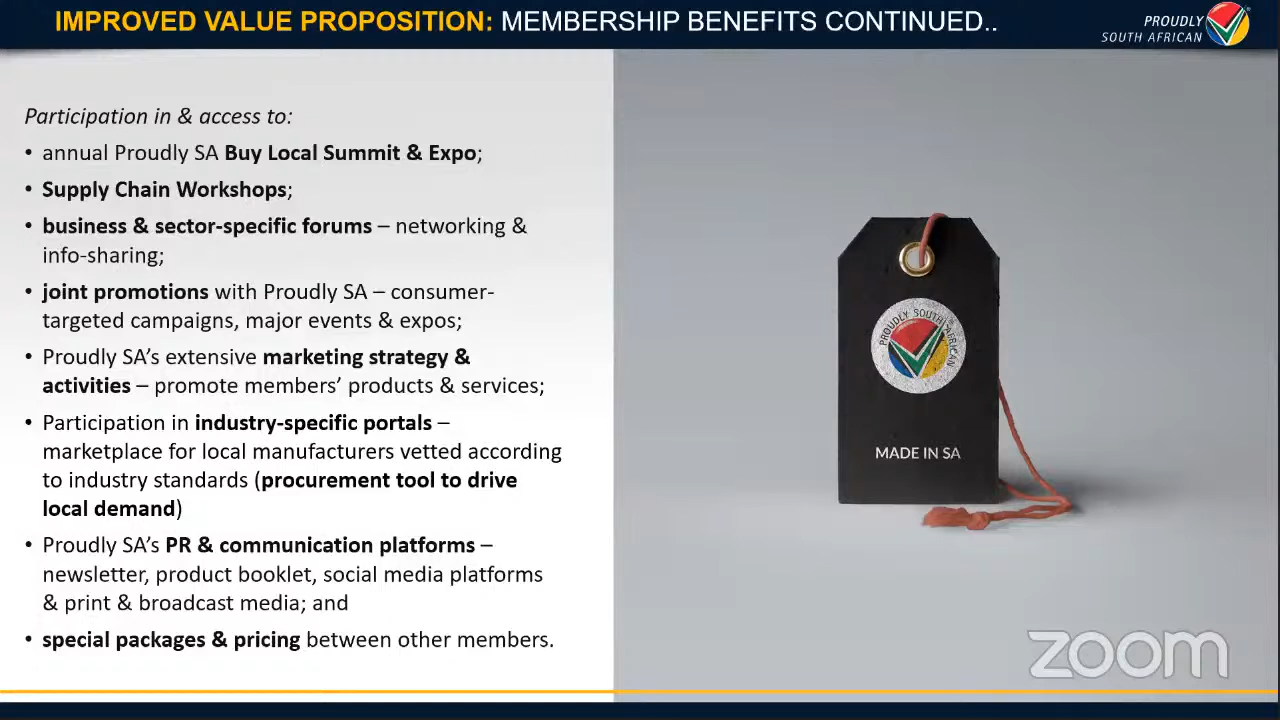 IMPROVED VALUE PROPOSITION: MEMBERSHIP BENEFITS CONTINUED..
PROUDLY
SOUTH AFRICAN
Participation in & access to:
• annual Proudly SA Buy Local Summit & Expo;
• Supply Chain Workshops;
• business & sector-specific forums – networking &
info-sharing;
• joint promotions with Proudly SA – consumer-
targeted campaigns, major events & expos;
• Proudly SA’s extensive marketing strategy &
activities – promote members’ products & services;
• Participation in industry-specific portals –
marketplace for local manufacturers vetted according
to industry standards (procurement tool to drive
local demand)
• Proudly SA’s PR & communication platforms –
newsletter, product booklet, social media platforms
& print & broadcast media; and
• special packages & pricing between other members.
PROUDLY SOUTH AFRICAN
MADE IN SA
zoom